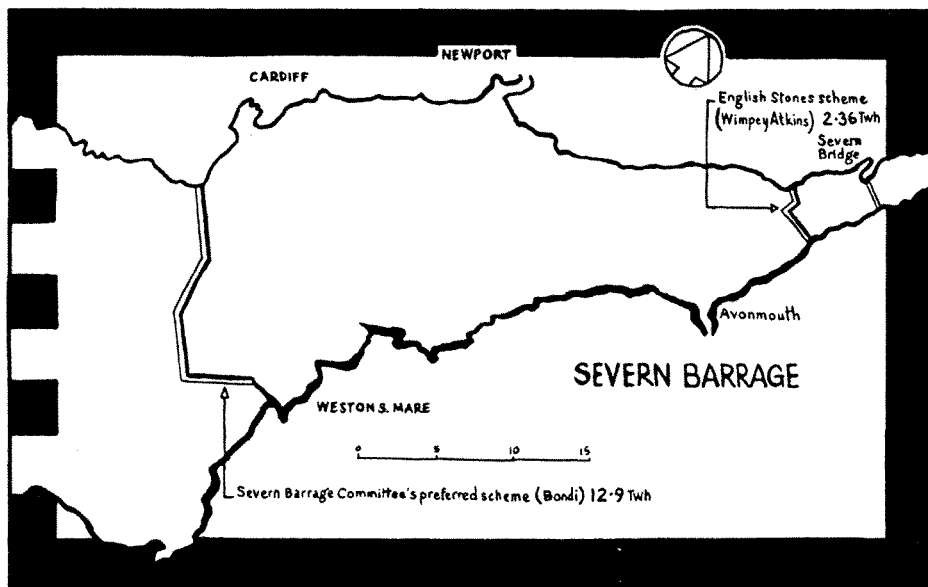 NEWPORT
CARDIFF
English Stones scheme
(Wimpey Atkins) 2·36 Twh
Severn
Bridge
Avonmouth
SEVERN BARRAGE
WESTON S. MARE
0 5 10 15
Severn Barrage Committee's preferred scheme (Bondi) 12·9 Twh